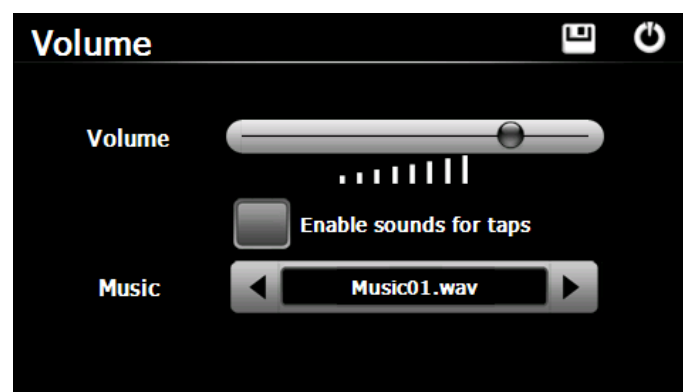 Volume
Volume
Enable sounds for taps
Music
Music01.wav